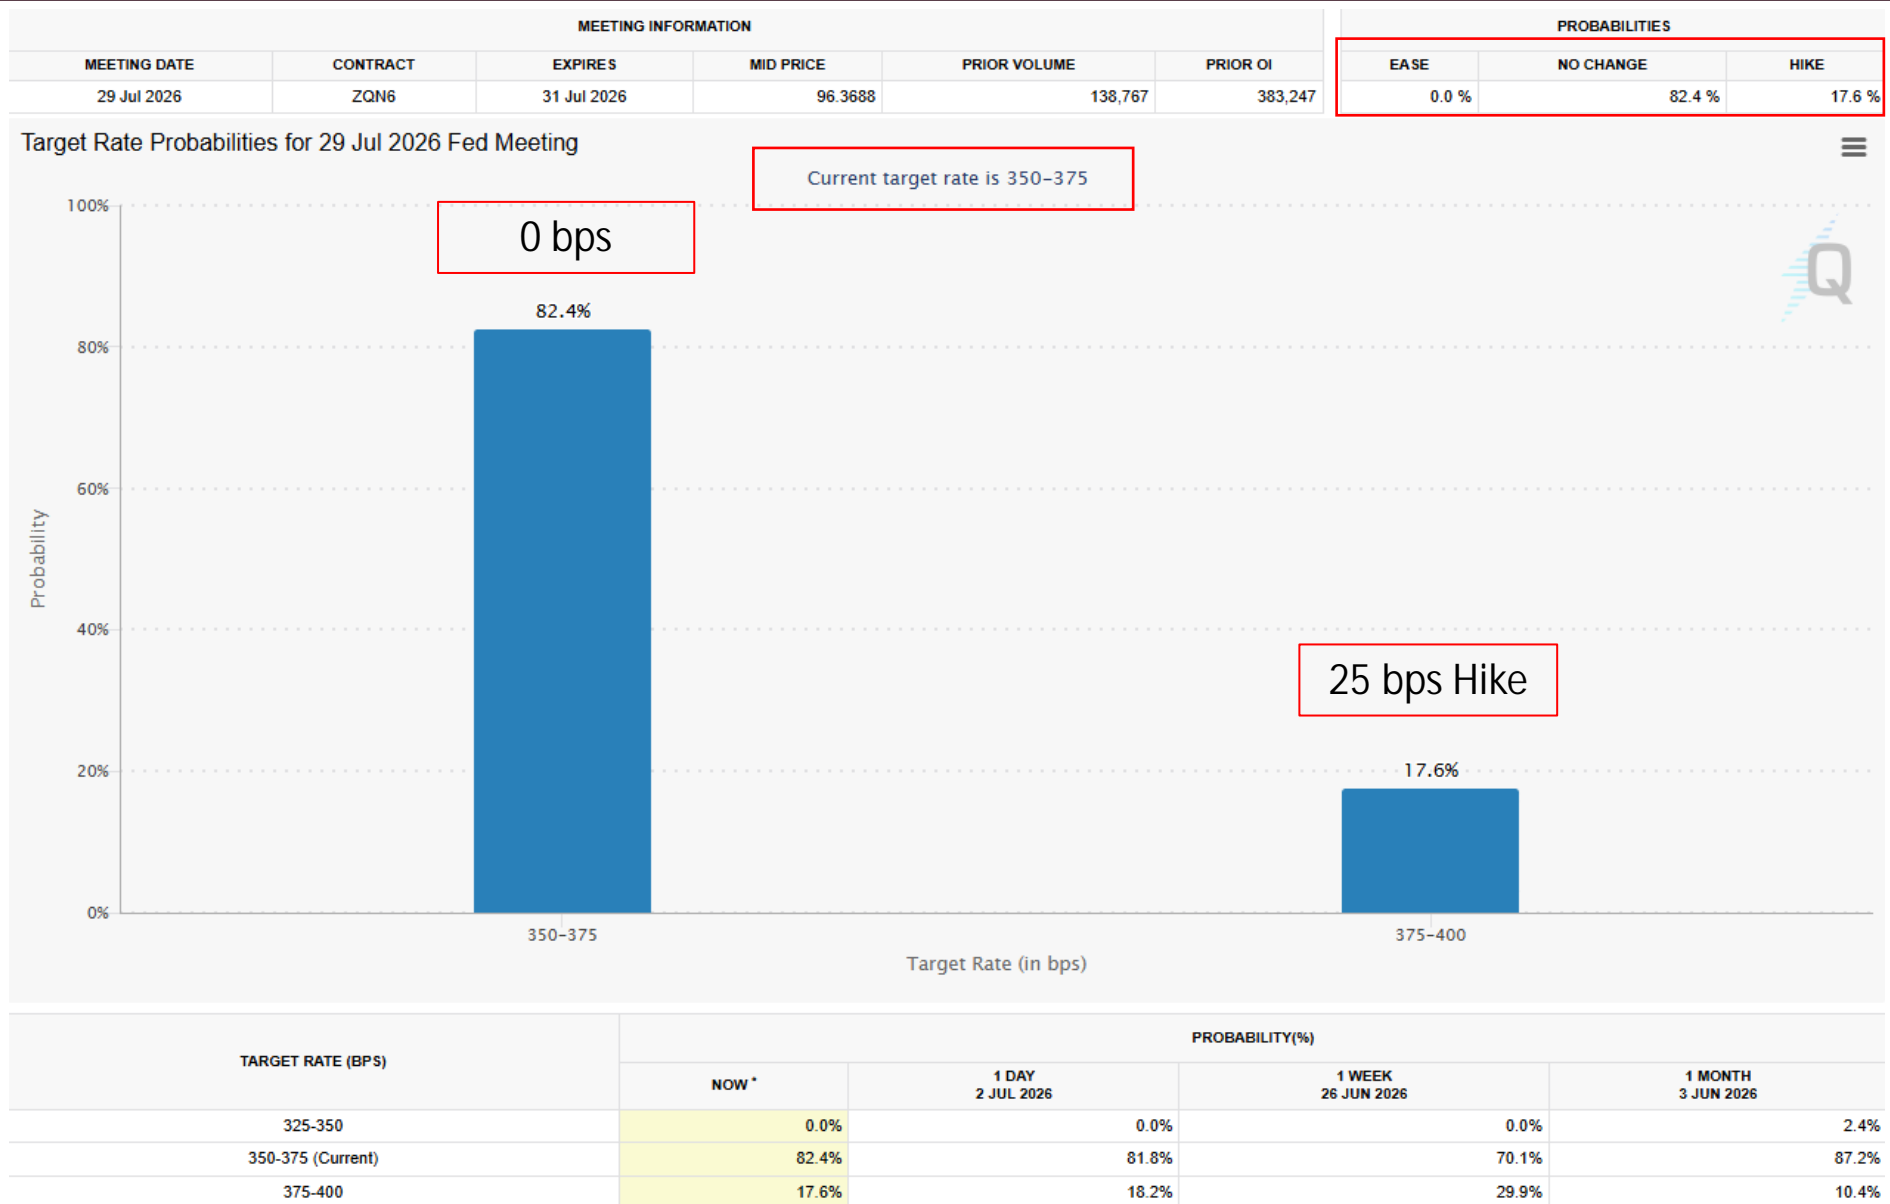 MEETING INFORMATION
PROBABILITIES
MEETING DATE CONTRACT EXPIRES MID PRICE PRIOR VOLUME PRIOR OI EASE NO CHANGE HIKE
29 Jul 2026 ZQN6 31 Jul 2026 96.3688 138,767 383,247 0.0 % 82.4 % 17.6 %
Target Rate Probabilities for 29 Jul 2026 Fed Meeting
Current target rate is 350-375
100%
0 bps
Q
82.4%
80%
60%
Probability
40%
25 bps Hike
20%
17.6%
0%
350-375 375-400
Target Rate (in bps)
TARGET RATE (BPS) PROBABILITY(%)
NOW * 1 DAY 1 WEEK 1 MONTH
2 JUL 2026 26 JUN 2026 3 JUN 2026
325-350 0.0% 0.0% 0.0% 2.4%
350-375 (Current) 82.4% 81.8% 70.1% 87.2%
375-400 17.6% 18.2% 29.9% 10.4%